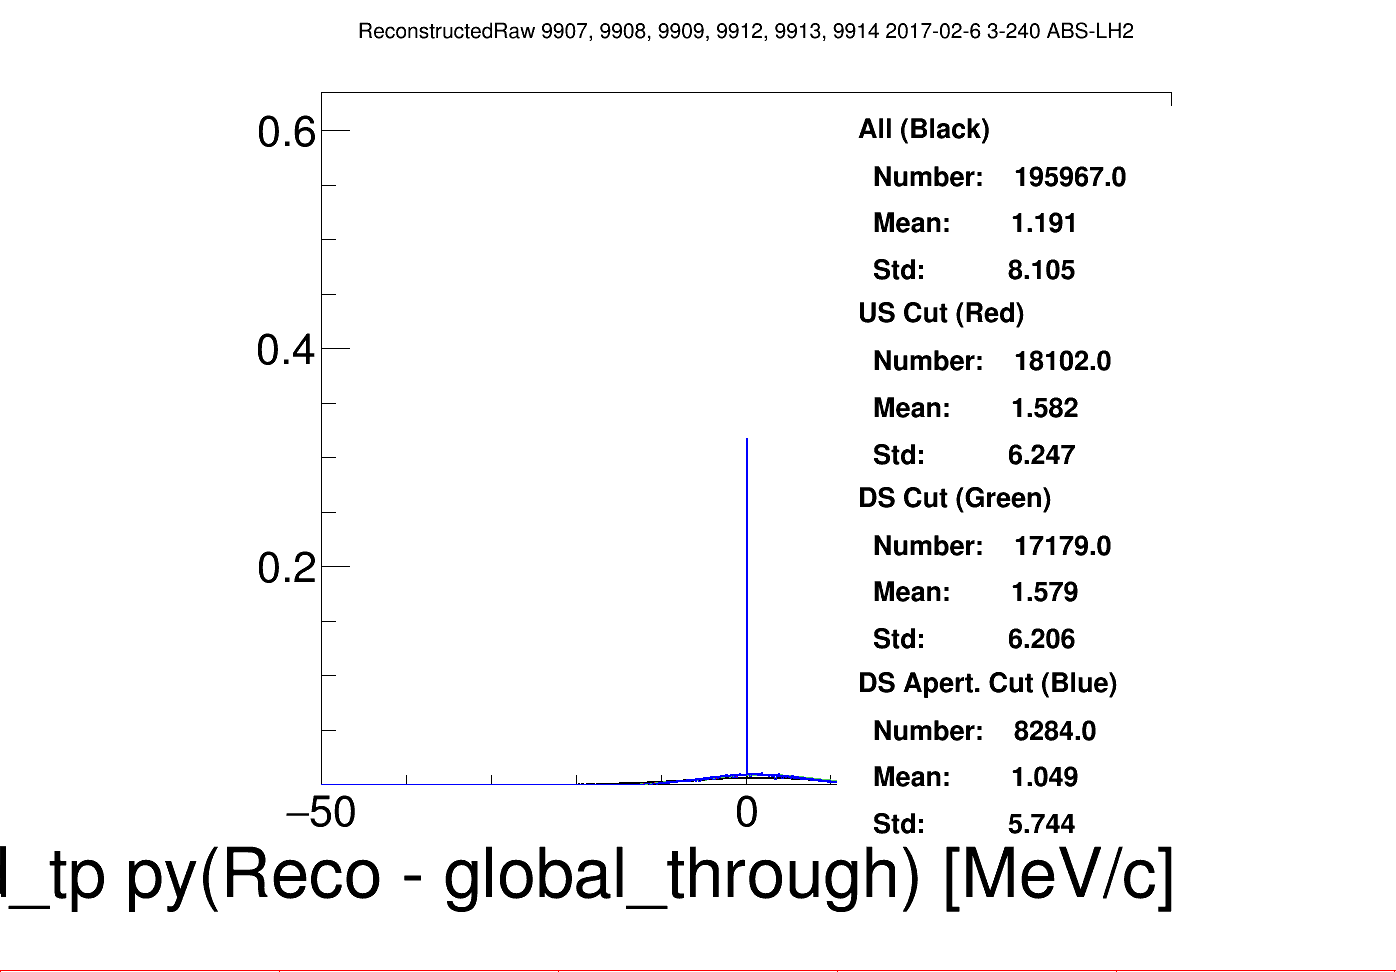 ReconstructedRaw 9907, 9908, 9909, 9912, 9913, 9914 2017-02-6 3-240 ABS-LH2
0.6
0.4
0.2
All (Black)
Number: 195967.0
Mean: 1.191
Std: 8.105
US Cut (Red)
Number: 18102.0
Mean: 1.582
Std: 6.247
DS Cut (Green)
Number: 17179.0
Mean: 1.579
Std: 6.206
DS Apert. Cut (Blue)
Number: 8284.0
Mean: 1.049
Std: 5.744
−50 0
_tp py(Reco - global_through) [MeV/c]